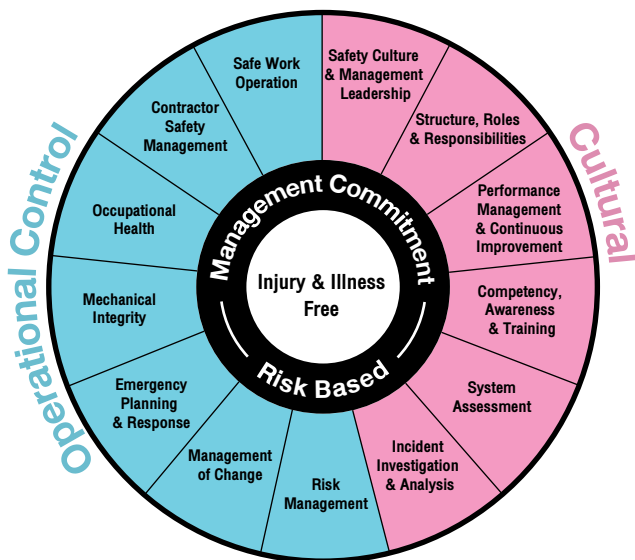 Operational Control
Cultural
Safety Culture
& Management
Leadership
Structure, Roles
& Responsibilities
Performance
Management
& Continuous
Improvement
Competency,
Awareness
& Training
System
Assessment
Incident
Investigation
& Analysis
Risk
Management
Management
of Change
Emergency
Planning
& Response
Mechanical
Integrity
Occupational
Health
Contractor
Safety
Management
Safe Work
Operation
Management Commitment
Injury & Illness
Free
Risk Based